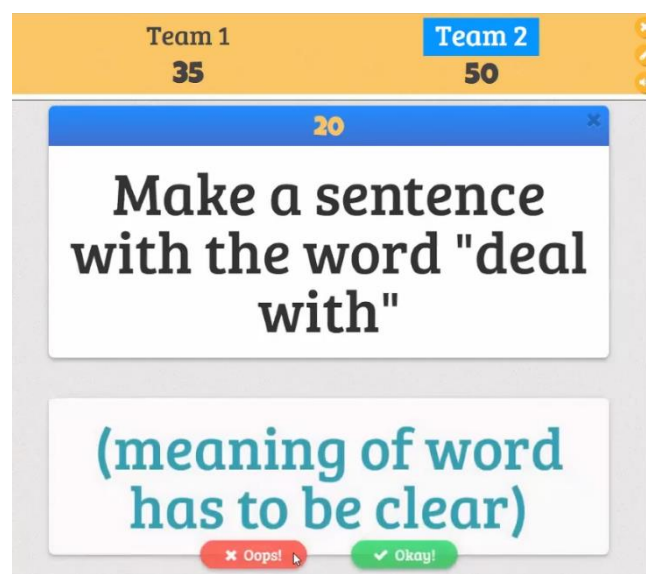 Team 1
Team 2
35
50
20
Make a sentence
with the word "deal
with"
(meaning of word
has to be clear)
Oops!
Okay!